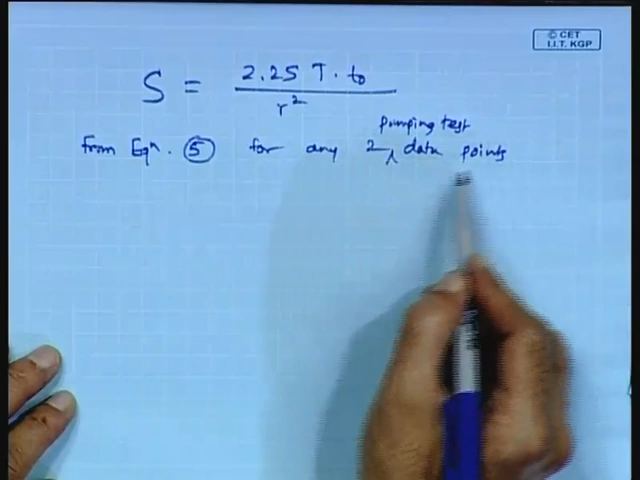 © CET
I.I.T. KGP
S = 2.25 T. t₀ / r²
pumping test
From Eqⁿ. ⑤ for any 2 data points